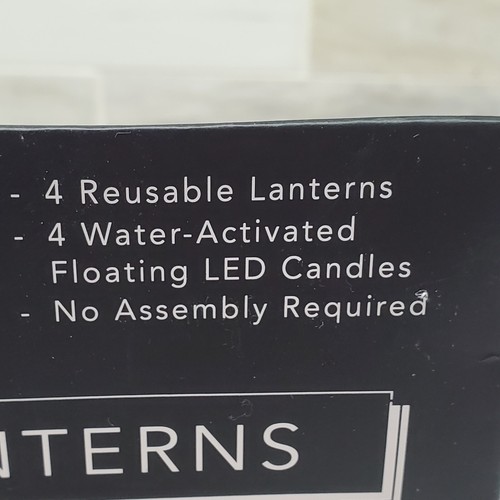 - 4 Reusable Lanterns
- 4 Water-Activated
Floating LED Candles
- No Assembly Required
NTERNS